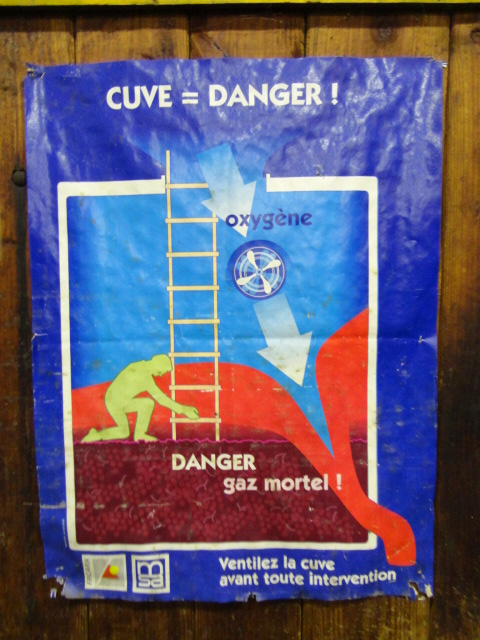 CUVE = DANGER !
oxygène
DANGER
gaz mortel !
Ventilez la cuve
avant toute intervention